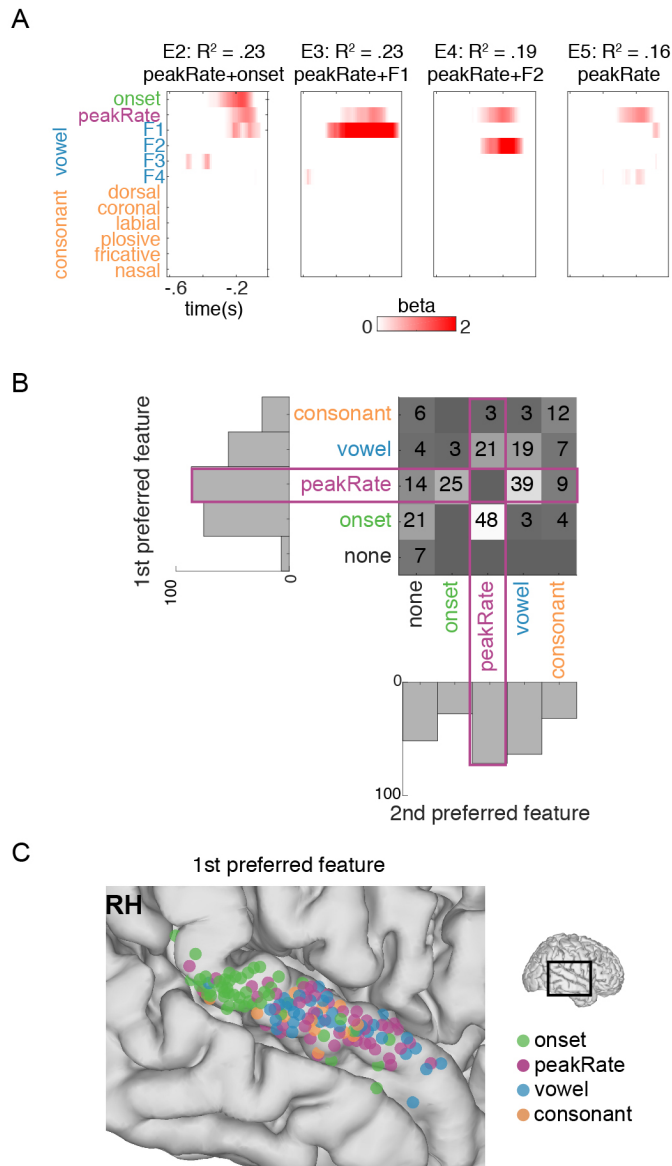 A
E2: R² = .23
peakRate+onset
E3: R² = .23
peakRate+F1
E4: R² = .19
peakRate+F2
E5: R² = .16
peakRate
onset
peakRate
vowel
F1
F2
F3
F4
consonant
dorsal
coronal
labial
plosive
fricative
nasal
-.6
-.2
time(s)
beta
0
2
B
1st preferred feature
consonant 6 3 3 12
vowel 4 3 21 19 7
peakRate 14 25 39 9
onset 21 48 3 4
none 7
100
0
none
onset
peakRate
vowel
consonant
0
100
2nd preferred feature
C
1st preferred feature
RH
onset
peakRate
vowel
consonant